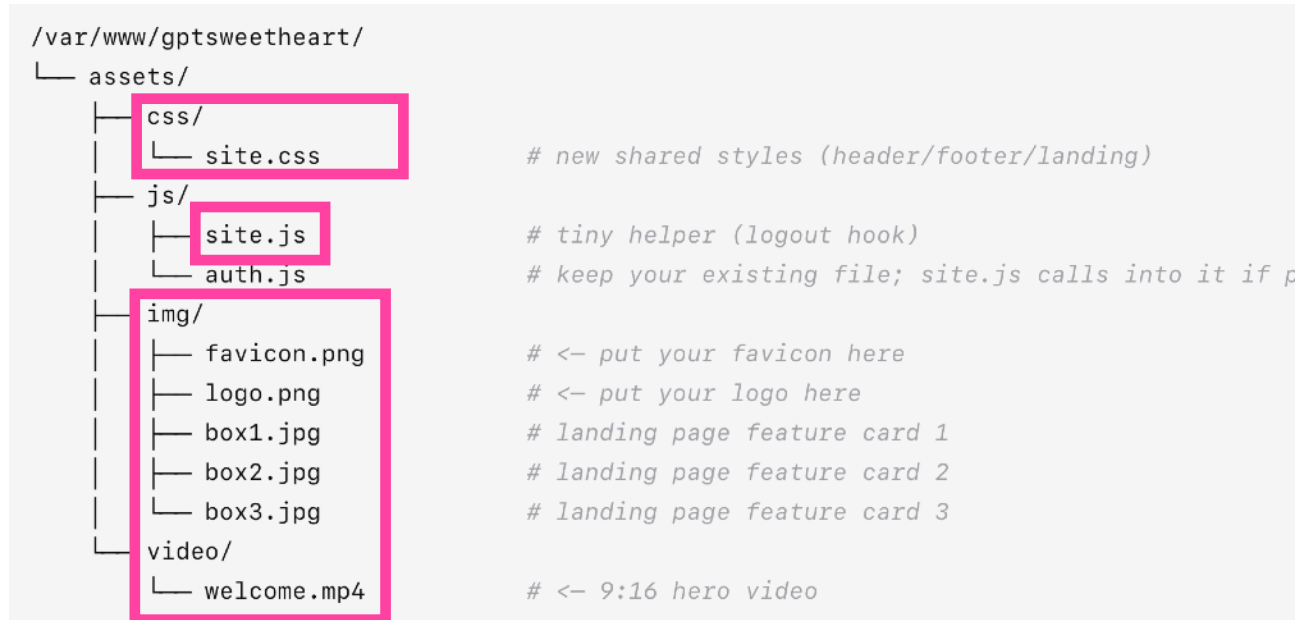 /var/www/gptsweetheart/
└── assets/
    ├── css/
    │   └── site.css              # new shared styles (header/footer/landing)
    ├── js/
    │   ├── site.js               # tiny helper (logout hook)
    │   └── auth.js               # keep your existing file; site.js calls into it if
    ├── img/
    │   ├── favicon.png           # <— put your favicon here
    │   ├── logo.png              # <— put your logo here
    │   ├── box1.jpg              # landing page feature card 1
    │   ├── box2.jpg              # landing page feature card 2
    │   └── box3.jpg              # landing page feature card 3
    └── video/
        └── welcome.mp4           # <— 9:16 hero video